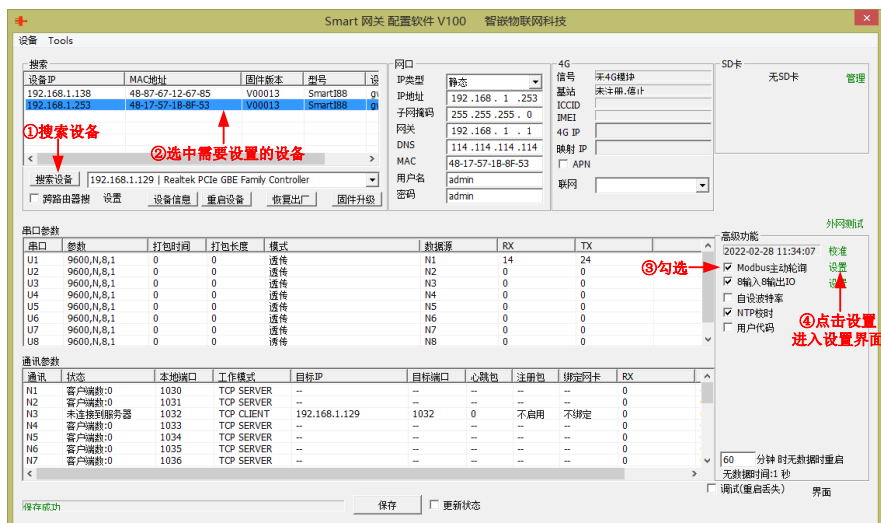 Smart 网关 配置软件 V100 智嵌物联网科技
设备 Tools
搜索
设备IP MAC地址 固件版本 型号 设
192.168.1.138 48-87-67-12-67-85 V00013 SmartI88
192.168.1.253 48-17-57-1B-8F-53 V00013 SmartI88
①搜索设备
②选中需要设置的设备
搜索设备 192.168.1.129 | Realtek PCIe GBE Family Controller
跨路由器搜 设置 设备信息 重启设备 恢复出厂 固件升级
网口
IP类型 静态
IP地址 192 .168 . 1 .253
子网掩码 255 .255 .255 . 0
网关 192 .168 . 1 . 1
DNS 114 .114 .114 .114
MAC 48-17-57-1B-8F-53
用户名 admin
密码 admin
4G
信号 无4G模块
基站 未注册,停止
ICCID
IMEI
4G IP
映射 IP
APN
联网
SD卡
无SD卡 管理
外网测试
串口参数
串口 参数 打包时间 打包长度 模式 数据源 RX TX
U1 9600,N,8,1 0 0 透传 N1 14 24
U2 9600,N,8,1 0 0 透传 N2 0 0
U3 9600,N,8,1 0 0 透传 N3 0 0
U4 9600,N,8,1 0 0 透传 N4 0 0
U5 9600,N,8,1 0 0 透传 N5 0 0
U6 9600,N,8,1 0 0 透传 N6 0 0
U7 9600,N,8,1 0 0 透传 N7 0 0
U8 9600,N,8,1 0 0 透传 N8 0 0
高级功能
2022-02-28 11:34:07 校准
③勾选
Modbus主动轮询 设置
8输入8输出IO 设置
自设波特率
NTP校时
用户代码
④点击设置
进入设置界面
通讯参数
通讯 状态 本地端口 工作模式 目标IP 目标端口 心跳包 注册包 绑定网卡 RX
N1 客户端数:0 1030 TCP SERVER -- -- -- -- -- 0
N2 客户端数:0 1031 TCP SERVER -- -- -- -- -- 0
N3 未连接到服务器 1032 TCP CLIENT 192.168.1.129 1032 0 不启用 不绑定 0
N4 客户端数:0 1033 TCP SERVER -- -- -- -- -- 0
N5 客户端数:0 1034 TCP SERVER -- -- -- -- -- 0
N6 客户端数:0 1035 TCP SERVER -- -- -- -- -- 0
N7 客户端数:0 1036 TCP SERVER -- -- -- -- -- 0
60 分钟 时无数据时重启
无数据时间:1 秒
调试(重启丢失) 界面
保存成功 保存 更新状态